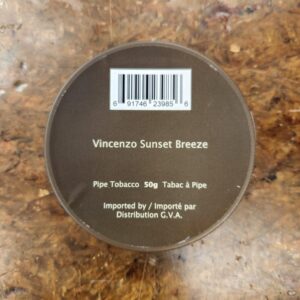 6 91746 23985 6
Vincenzo Sunset Breeze
Pipe Tobacco 50g Tabac à Pipe
Imported by / Importé par
Distribution G.V.A.